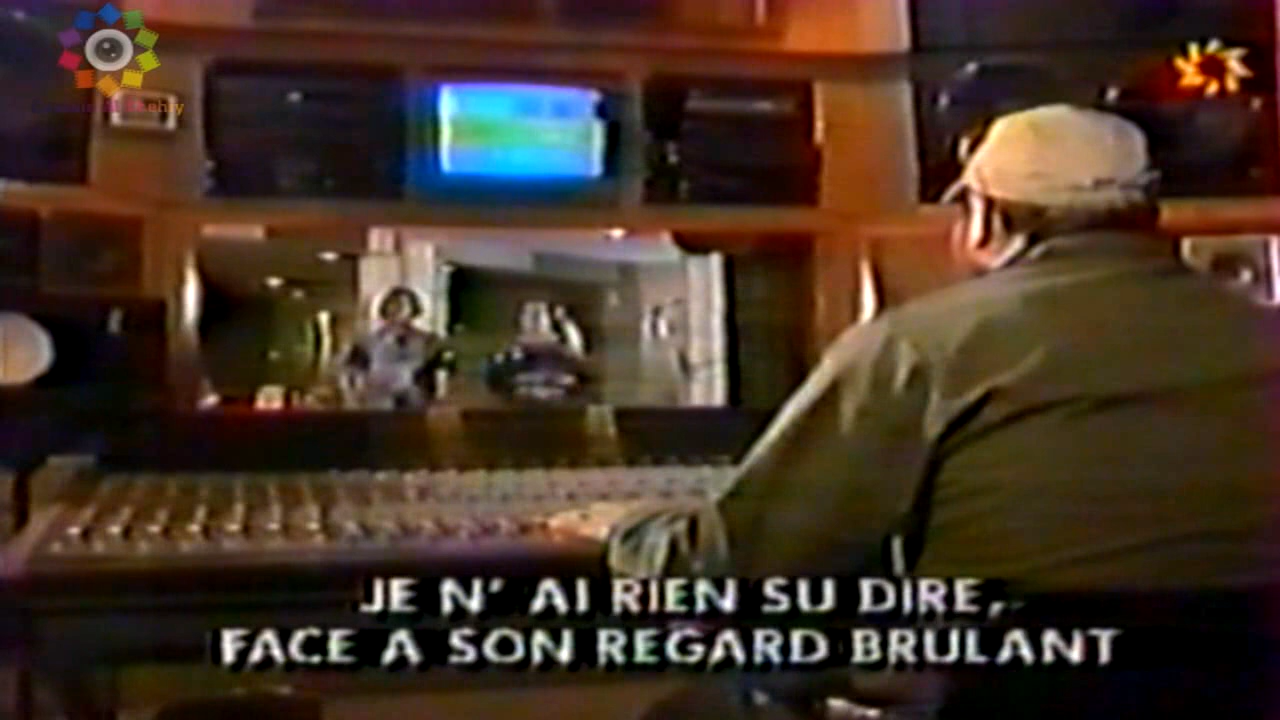 JE N' AI RIEN SU DIRE,
FACE A SON REGARD BRULANT